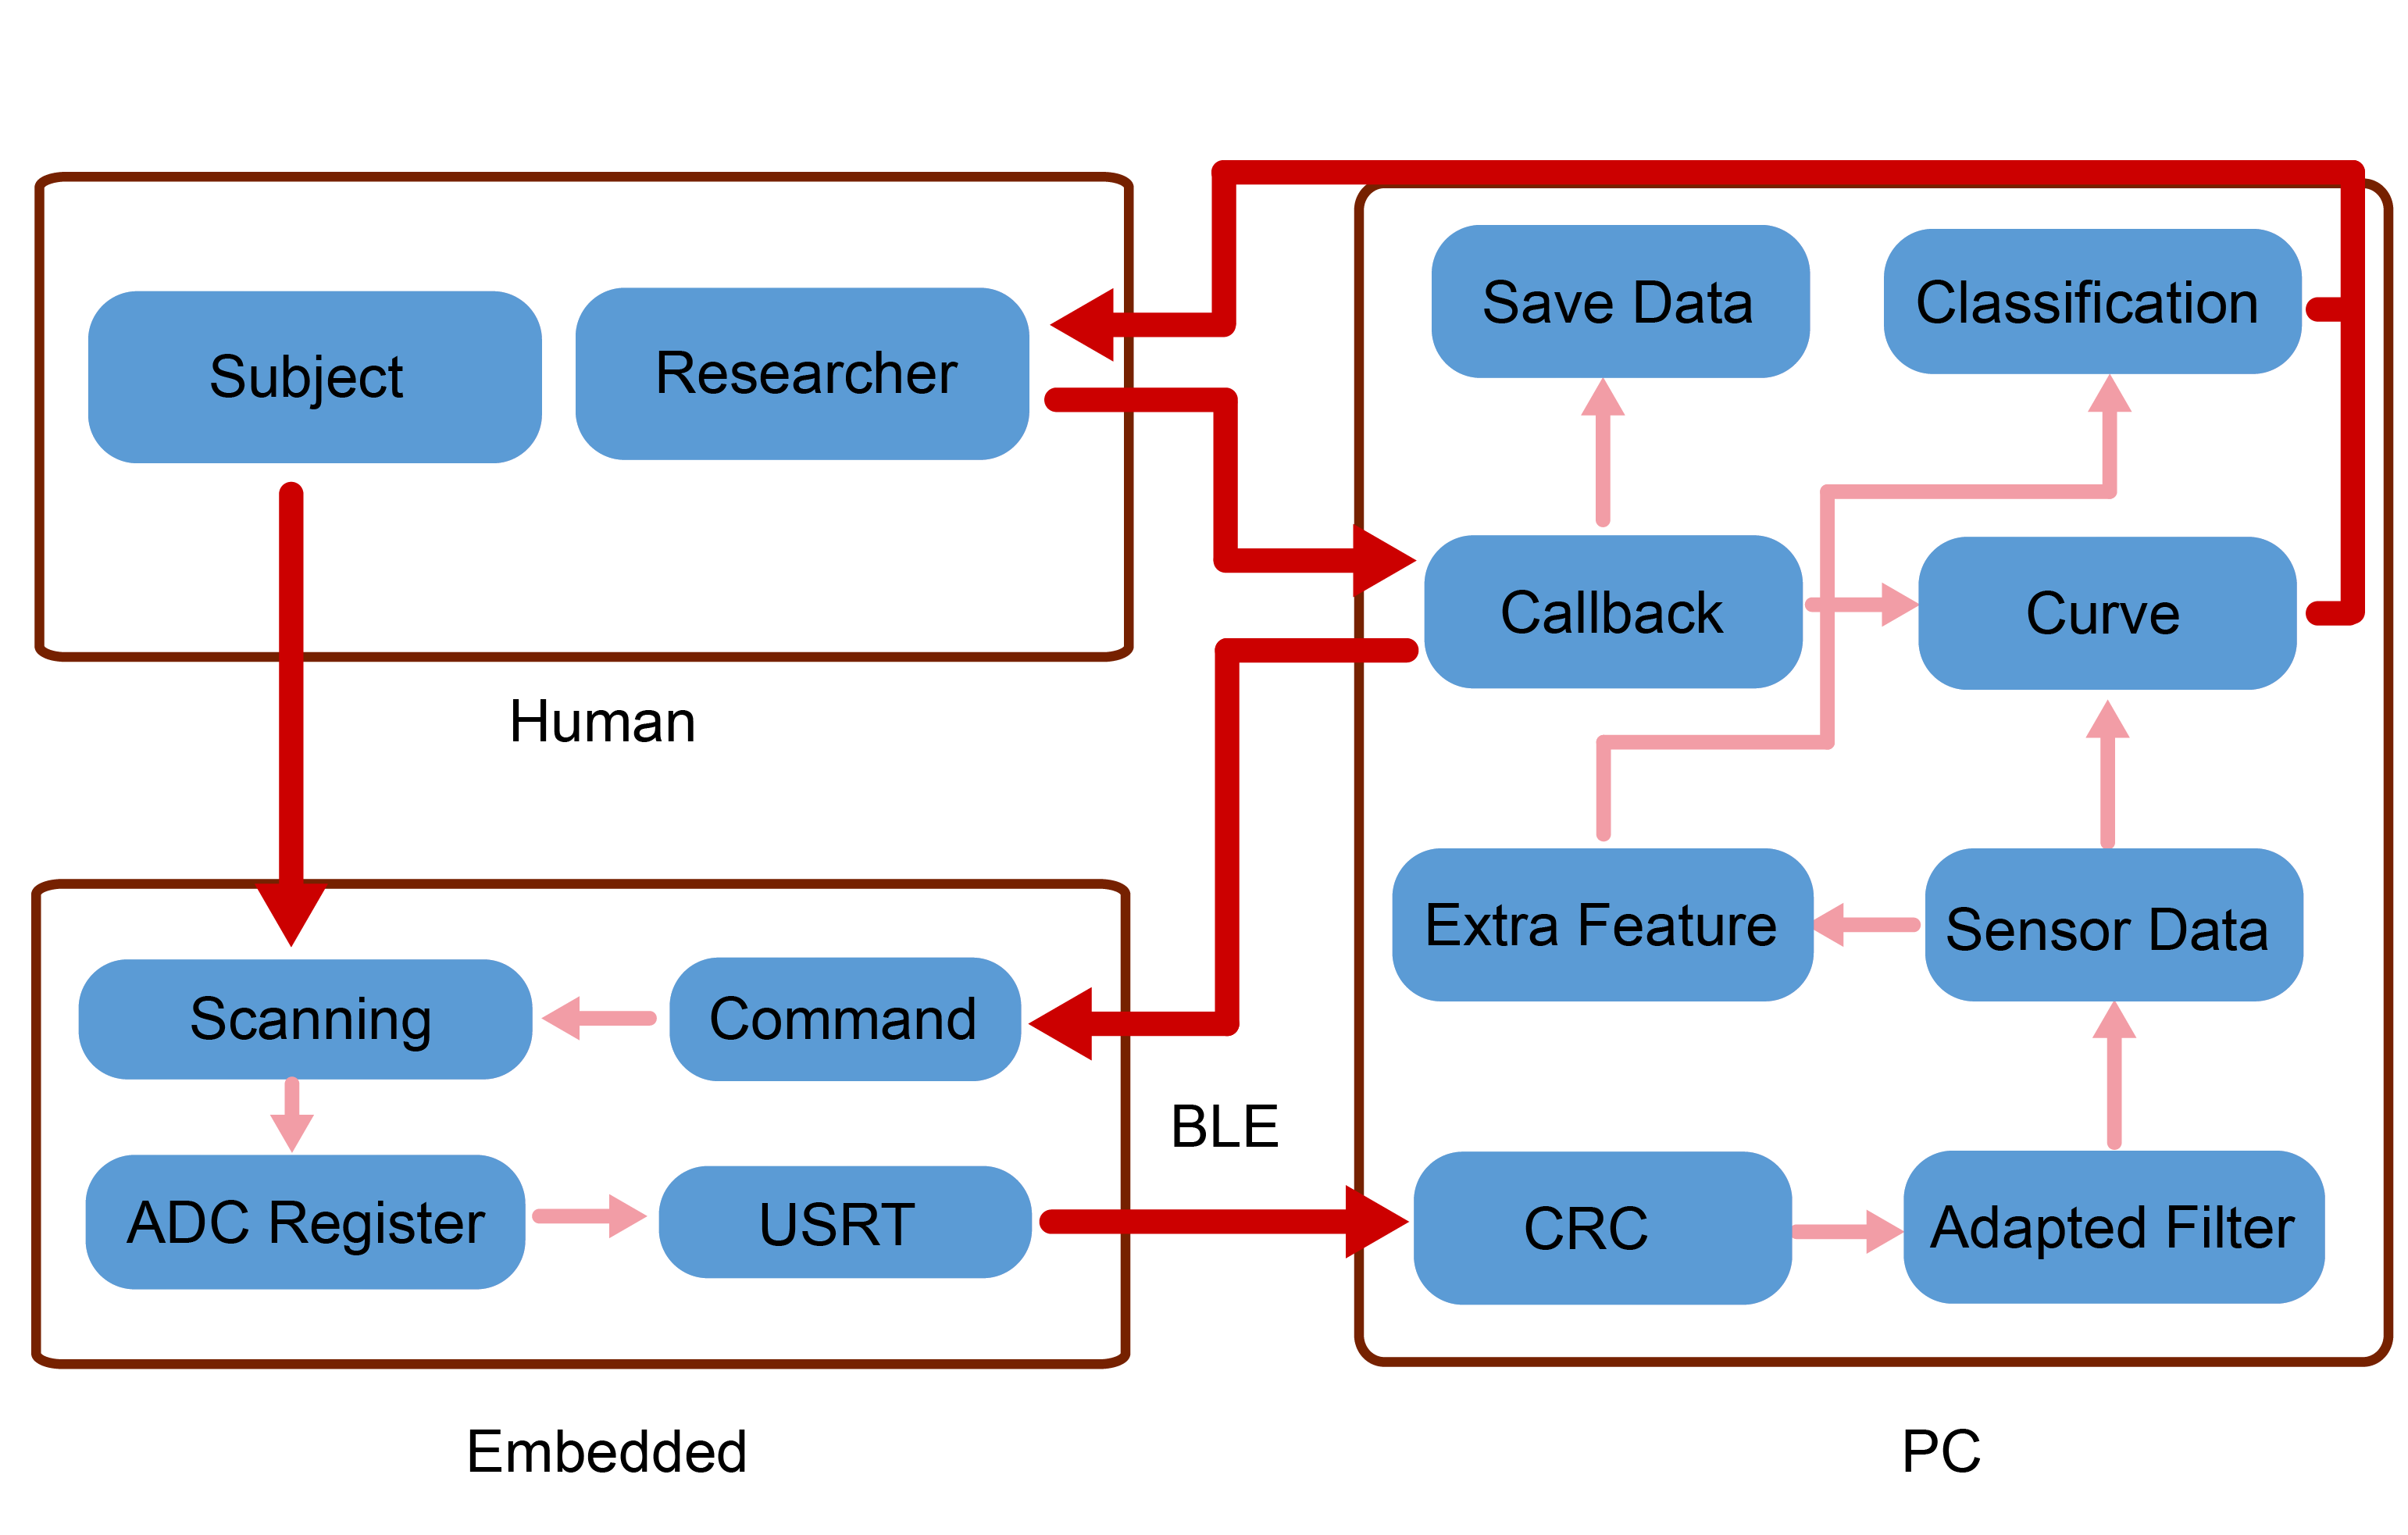 Subject
Researcher
Human
Save Data
Classification
Callback
Curve
Extra Feature
Sensor Data
CRC
Adapted Filter
PC
Scanning
Command
ADC Register
USRT
Embedded
BLE